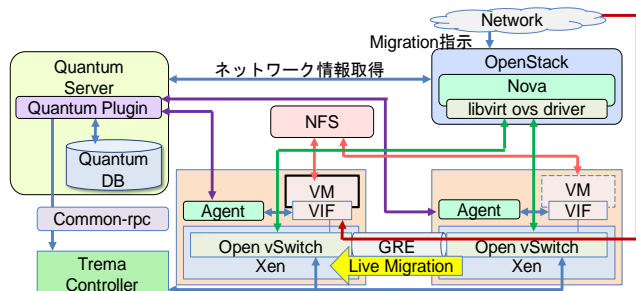 Network
Migration指示
Quantum
Server
ネットワーク情報取得
OpenStack
Nova
libvirt ovs driver
Quantum Plugin
NFS
Quantum
DB
VM
VM
Agent
VIF
Agent
VIF
Common-rpc
Open vSwitch
GRE
Open vSwitch
Xen
Live Migration
Xen
Trema
Controller